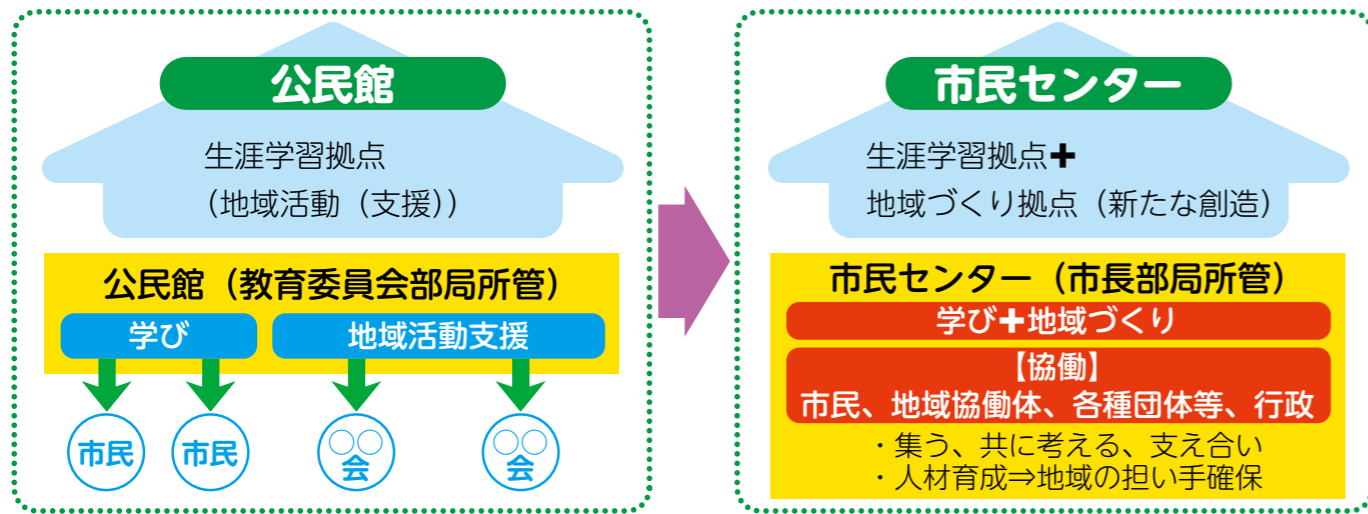 公民館
生涯学習拠点
（地域活動（支援））
公民館（教育委員会部局所管）
学び
地域活動支援
市民
市民
○○
会
○○
会
市民センター
生涯学習拠点✚
地域づくり拠点（新たな創造）
市民センター（市長部局所管）
学び✚地域づくり
【協働】
市民、地域協働体、各種団体等、行政
・集う、共に考える、支え合い
・人材育成⇒地域の担い手確保